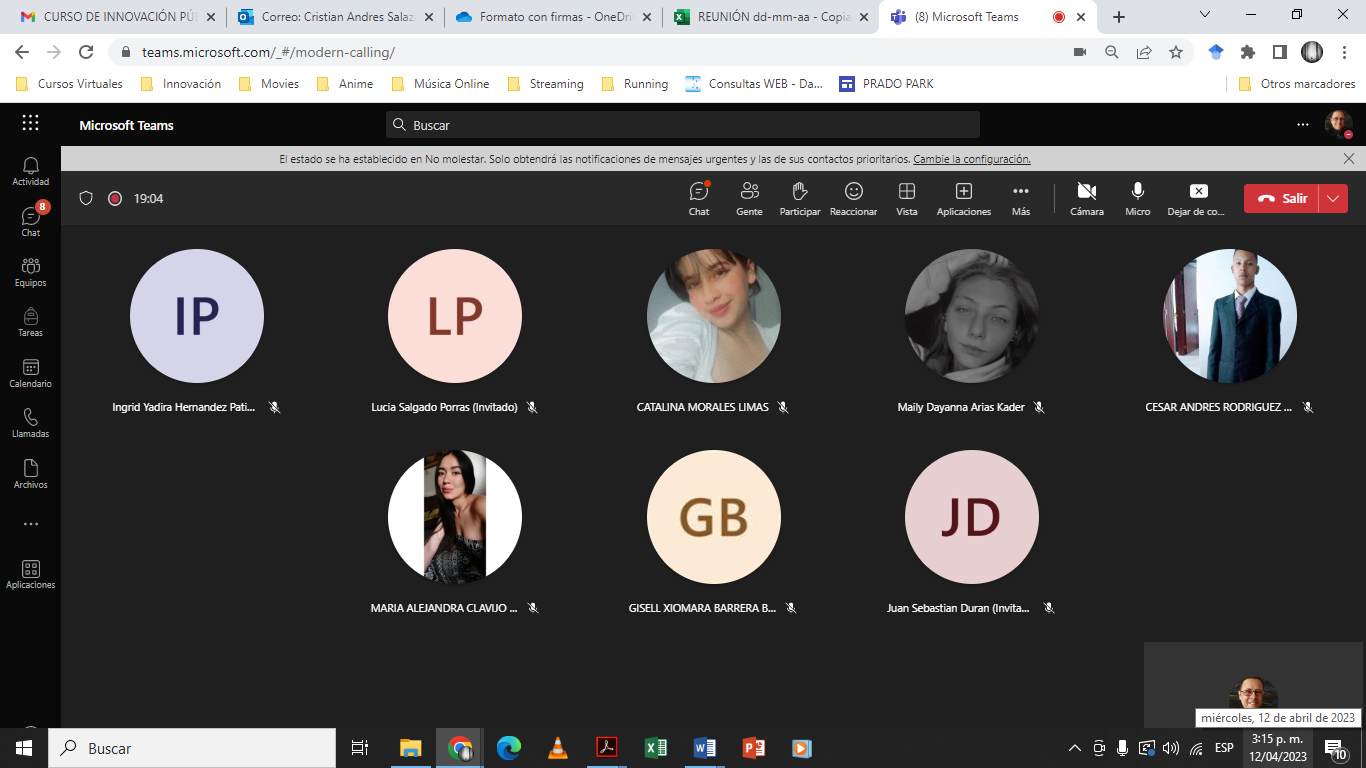 CURSO DE INNOVACIÓN PÚB
Correo: Cristian Andres Salaza
Formato con firmas - OneDriv
REUNIÓN dd-mm-aa - Copia
(8) Microsoft Teams
teams.microsoft.com/_#/modern-calling/
Cursos Virtuales
Innovación
Movies
Anime
Música Online
Streaming
Running
Consultas WEB - Da...
PRADO PARK
Otros marcadores
Microsoft Teams
Buscar
El estado se ha establecido en No molestar. Solo obtendrá las notificaciones de mensajes urgentes y las de sus contactos prioritarios. Cambie la configuración.
19:04
Chat
Gente
Participar
Reaccionar
Vista
Aplicaciones
Más
Cámara
Micro
Dejar de co...
Salir
Actividad
8
Chat
Equipos
Tareas
Calendario
Llamadas
Archivos
Aplicaciones
IP
LP
Ingrid Yadira Hernandez Pati...
Lucia Salgado Porras (Invitado)
CATALINA MORALES LIMAS
Maily Dayanna Arias Kader
CESAR ANDRES RODRIGUEZ ...
GB
JD
MARIA ALEJANDRA CLAVIJO ...
GISELL XIOMARA BARRERA B...
Juan Sebastian Duran (Invita...
miércoles, 12 de abril de 2023
Buscar
ESP
3:15 p. m.
12/04/2023
10